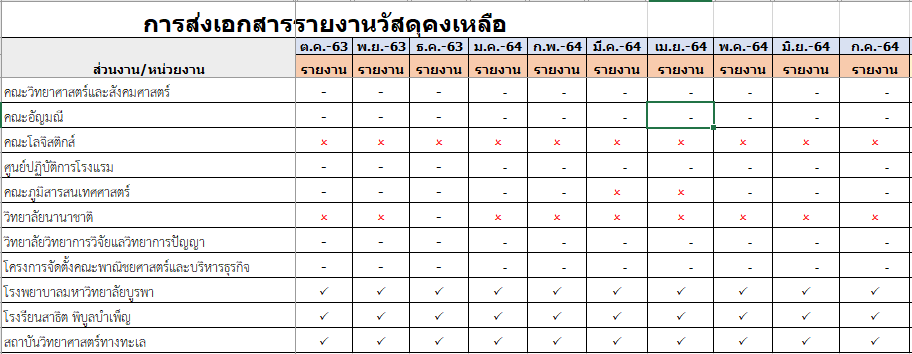 การส่งเอกสารรายงานวัสดุคงเหลือ
ต.ค.-63 พ.ย.-63 ธ.ค.-63 ม.ค.-64 ก.พ.-64 มี.ค.-64 เม.ย.-64 พ.ค.-64 มิ.ย.-64 ก.ค.-64
ส่วนงาน/หน่วยงาน รายงาน รายงาน รายงาน รายงาน รายงาน รายงาน รายงาน รายงาน รายงาน รายงาน
คณะวิทยาศาสตร์และสังคมศาสตร์ - - - - - - - - - -
คณะอัญมณี - - - - - - - - - -
คณะโลจิสติกส์ × × × × × × × × × ×
ศูนย์ปฏิบัติการโรงแรม - - - - - - - - - -
คณะภูมิสารสนเทศศาสตร์ - - - - - × × - - -
วิทยาลัยนานาชาติ × × - × × × × × × ×
วิทยาลัยวิทยาการวิจัยแลวิทยาการปัญญา - - - - - - - - - -
โครงการจัดตั้งคณะพาณิชยศาสตร์และบริหารธุรกิจ - - - - - - - - - -
โรงพยาบาลมหาวิทยาลัยบูรพา ✓ ✓ ✓ ✓ ✓ ✓ ✓ ✓ ✓ ✓
โรงเรียนสาธิต พิบูลบำเพ็ญ ✓ ✓ ✓ ✓ ✓ ✓ ✓ ✓ ✓ ✓
สถาบันวิทยาศาสตร์ทางทะเล ✓ ✓ ✓ ✓ ✓ ✓ ✓ ✓ ✓ ✓